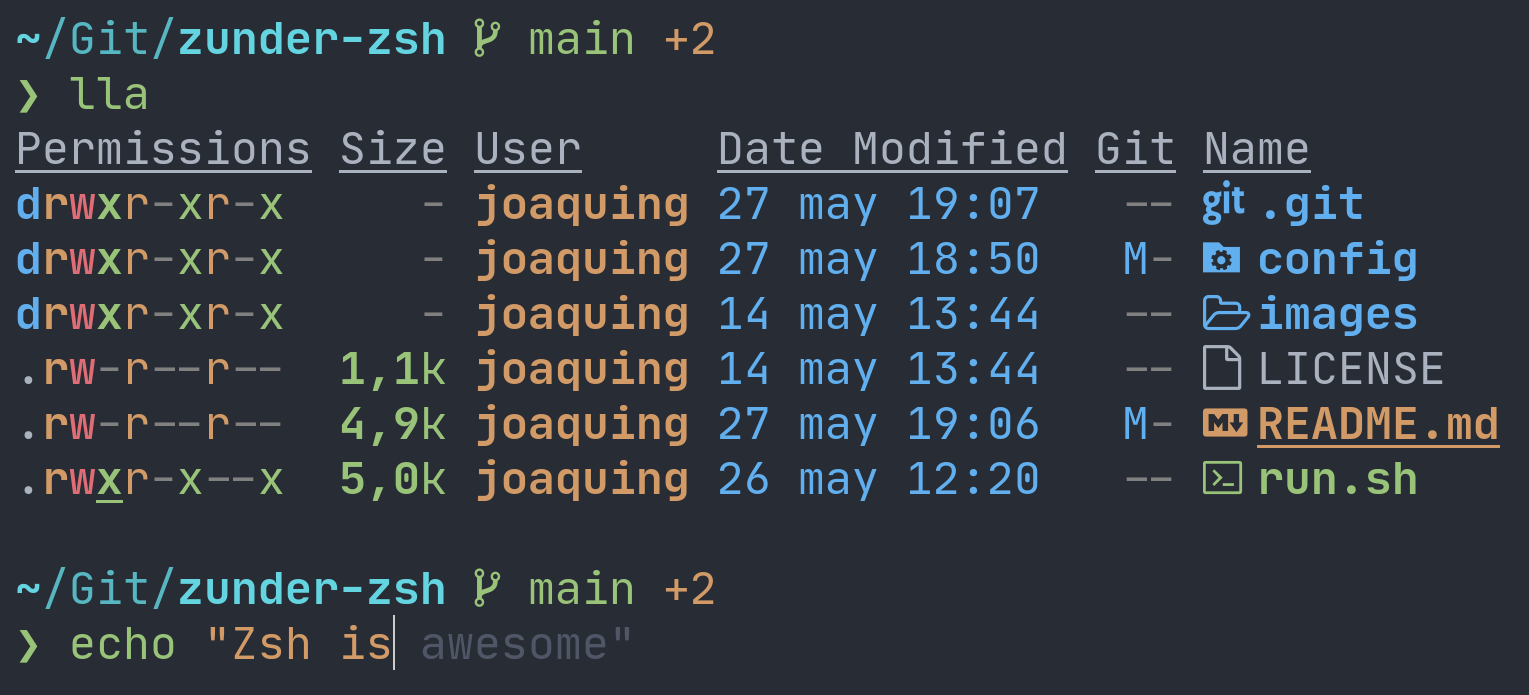 ~/Git/zunder-zsh main +2
❯ lla
Permissions Size User Date Modified Git Name
drwxr-xr-x - joaquing 27 may 19:07 -- git .git
drwxr-xr-x - joaquing 27 may 18:50 M- config
drwxr-xr-x - joaquing 14 may 13:44 -- images
.rw-r--r-- 1,1k joaquing 14 may 13:44 -- LICENSE
.rw-r--r-- 4,9k joaquing 27 may 19:06 M- README.md
.rwxr-x--x 5,0k joaquing 26 may 12:20 -- run.sh
~/Git/zunder-zsh main +2
❯ echo "Zsh is awesome"